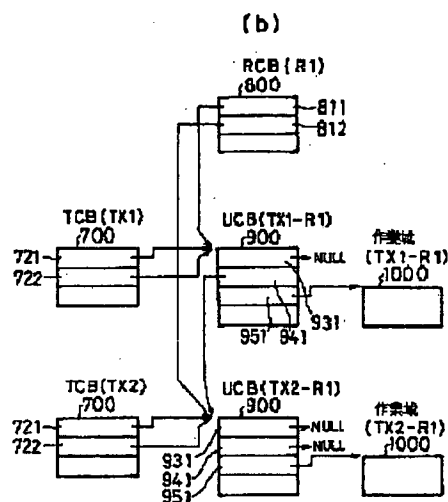 (b)
RCB(R1)
800
811
812
TCB(TX1)
700
721
722
UCB(TX1-R1)
900
NULL
931
941
951
作業域
(TX1-R1)
1000
TCB(TX2)
700
721
722
UCB(TX2-R1)
900
931
941
951
NULL
NULL
作業域
(TX2-R1)
1000